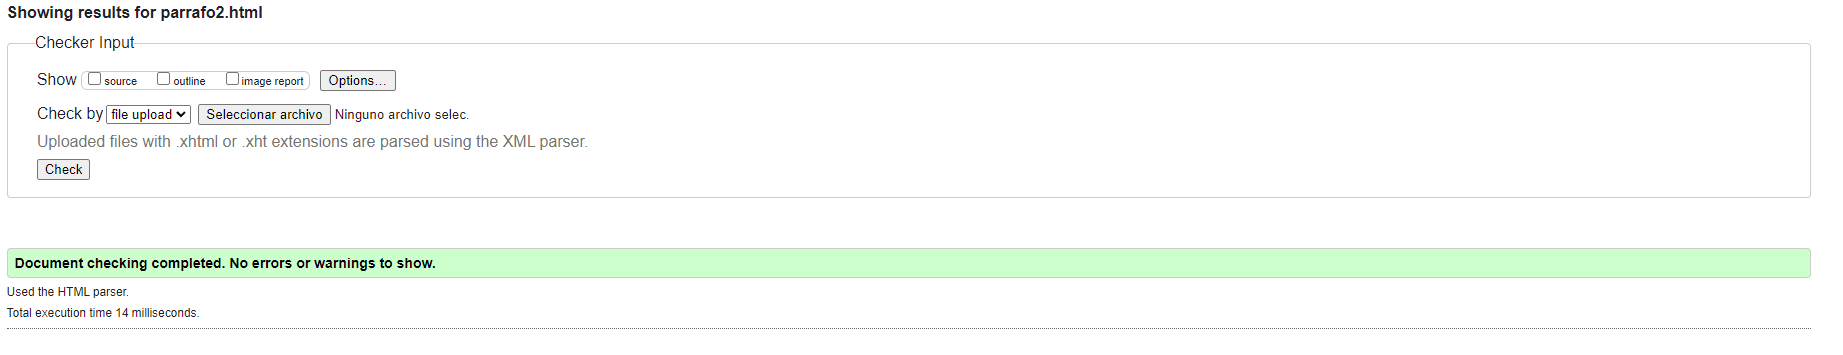 Showing results for parrafo2.html
Checker Input
Show source outline image report Options...
Check by file upload Seleccionar archivo Ninguno archivo selec.
Uploaded files with .xhtml or .xht extensions are parsed using the XML parser.
Check
Document checking completed. No errors or warnings to show.
Used the HTML parser.
Total execution time 14 milliseconds.